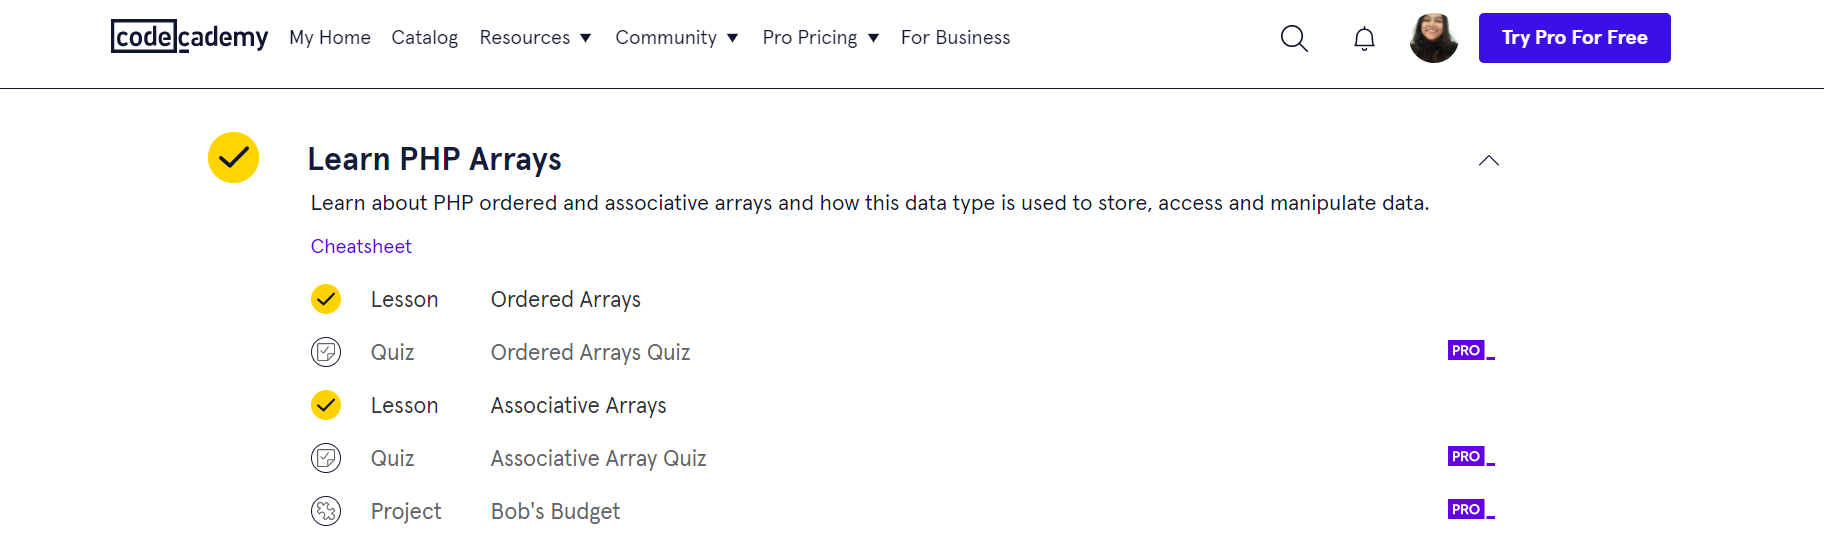 codecademy My Home Catalog Resources Community Pro Pricing For Business Try Pro For Free
Learn PHP Arrays
Learn about PHP ordered and associative arrays and how this data type is used to store, access and manipulate data.
Cheatsheet
Lesson Ordered Arrays
Quiz Ordered Arrays Quiz PRO
Lesson Associative Arrays
Quiz Associative Array Quiz PRO
Project Bob's Budget PRO